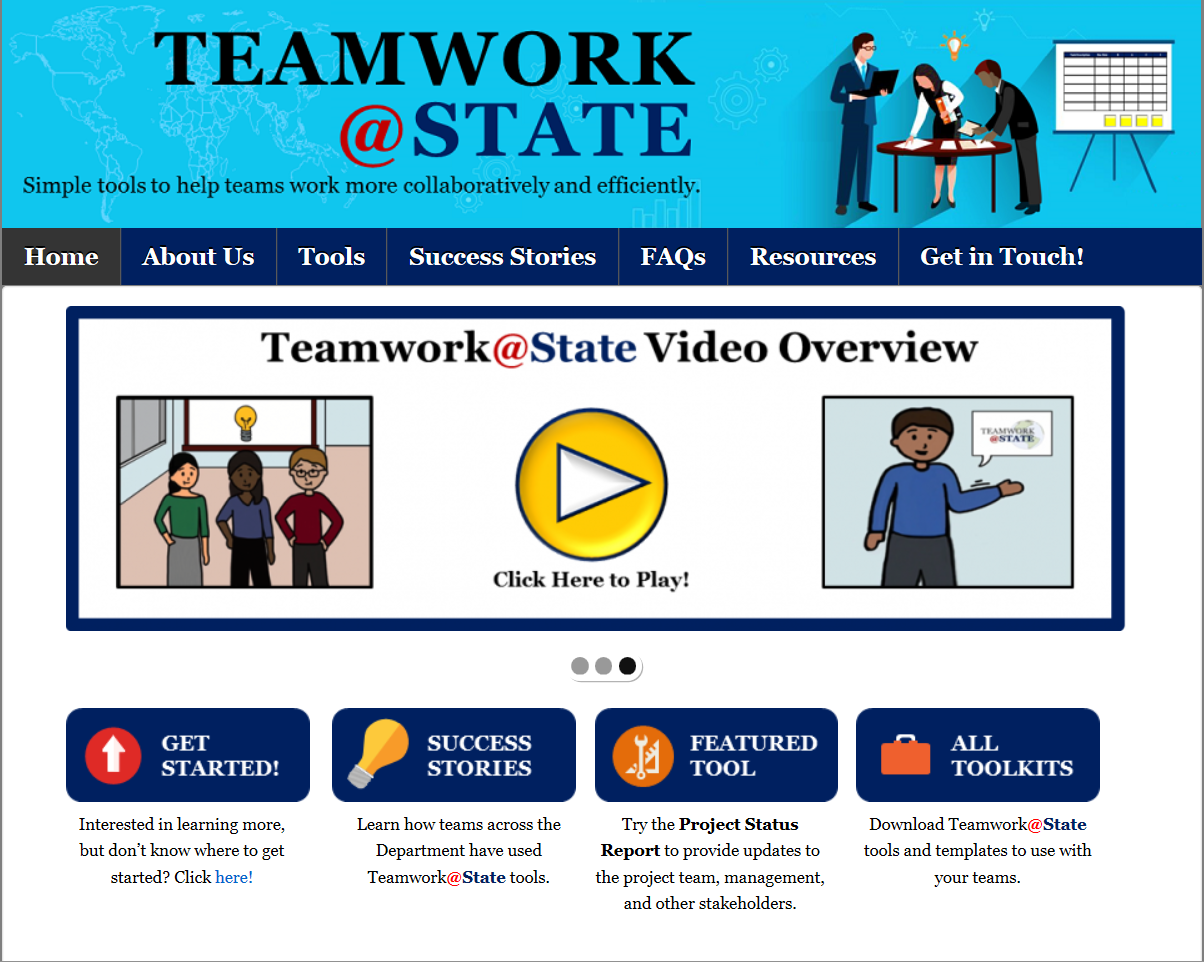 TEAMWORK
@STATE
Simple tools to help teams work more collaboratively and efficiently.
Home About Us Tools Success Stories FAQs Resources Get in Touch!
Teamwork@State Video Overview
TEAMWORK
@STATE
Click Here to Play!
GET
STARTED!
Interested in learning more,
but don’t know where to get
started? Click here!
SUCCESS
STORIES
Learn how teams across the
Department have used
Teamwork@State tools.
FEATURED
TOOL
Try the Project Status
Report to provide updates to
the project team, management,
and other stakeholders.
ALL
TOOLKITS
Download Teamwork@State
tools and templates to use with
your teams.